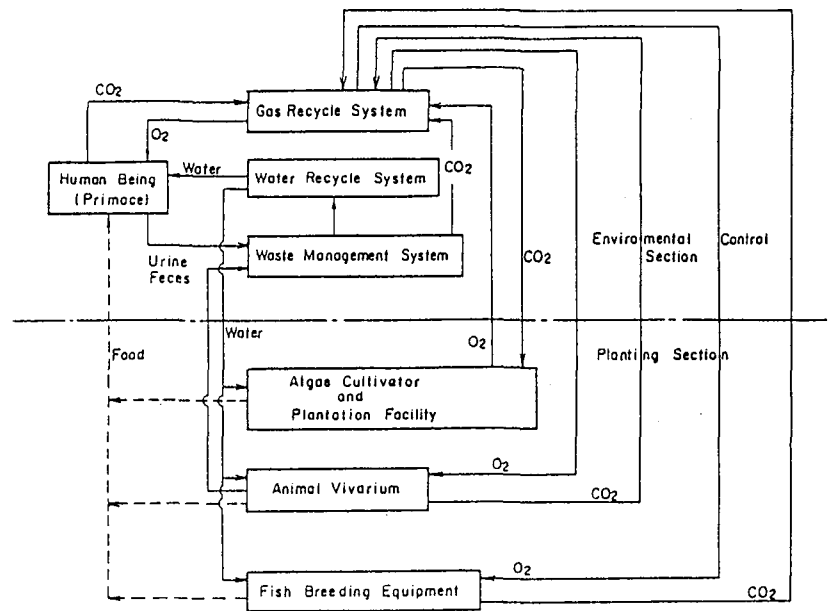 CO2
Gas Recycle System
O2
Water
CO2
Human Being
(Primace)
Water Recycle System
Urine
Feces
Waste Management System
Enviromental Control
Section
CO2
Water
Food
O2
Planting Section
Algae Cultivator
and
Plantation Facility
O2
Animal Vivarium
CO2
O2
Fish Breeding Equipment
CO2